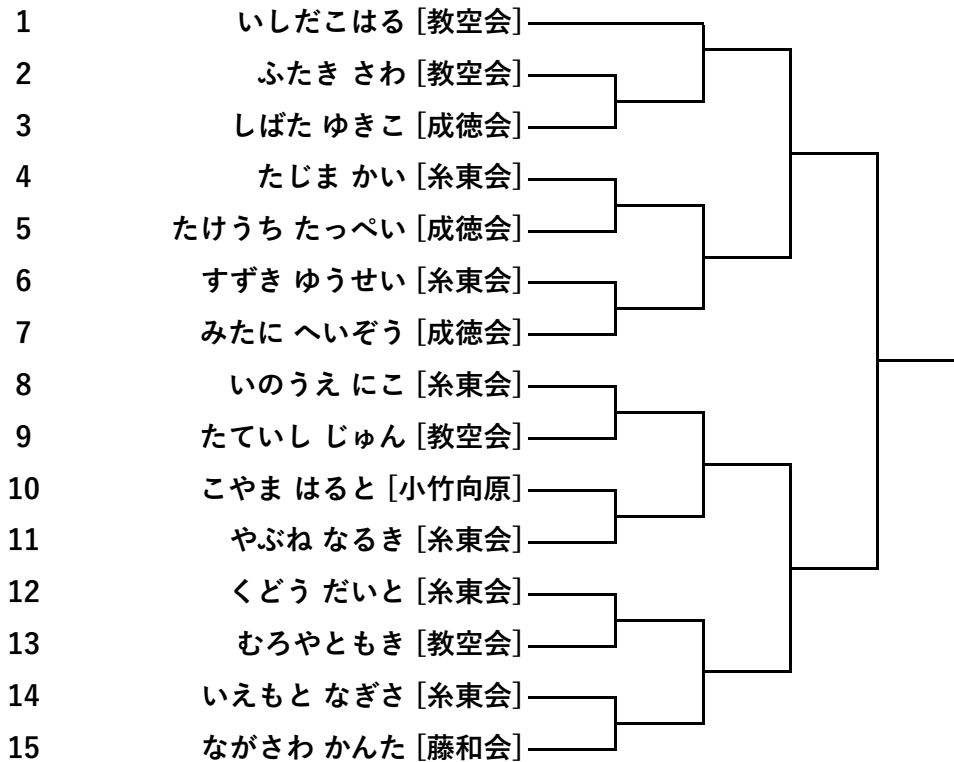 1 いしだこはる [教空会]
2 ふたき さわ [教空会]
3 しばた ゆきこ [成徳会]
4 たじま かい [糸東会]
5 たけうち たっぺい [成徳会]
6 すずき ゆうせい [糸東会]
7 みたに へいぞう [成徳会]
8 いのうえ にこ [糸東会]
9 たていし じゅん [教空会]
10 こやま はると [小竹向原]
11 やぶね なるき [糸東会]
12 くどう だいと [糸東会]
13 むろやともき [教空会]
14 いえもと なぎさ [糸東会]
15 ながさわ かんた [藤和会]